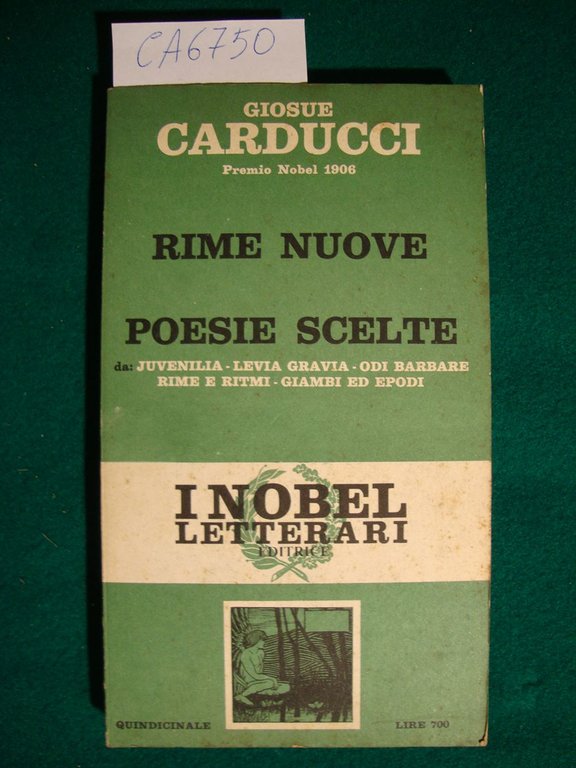 CA6750
GIOSUE
CARDUCCI
Premio Nobel 1906
RIME NUOVE
POESIE SCELTE
da: JUVENILIA - LEVIA GRAVIA - ODI BARBARE
RIME E RITMI - GIAMBI ED EPODI
I NOBEL
LETTERARI
EDITRICE
QUINDICINALE LIRE 700